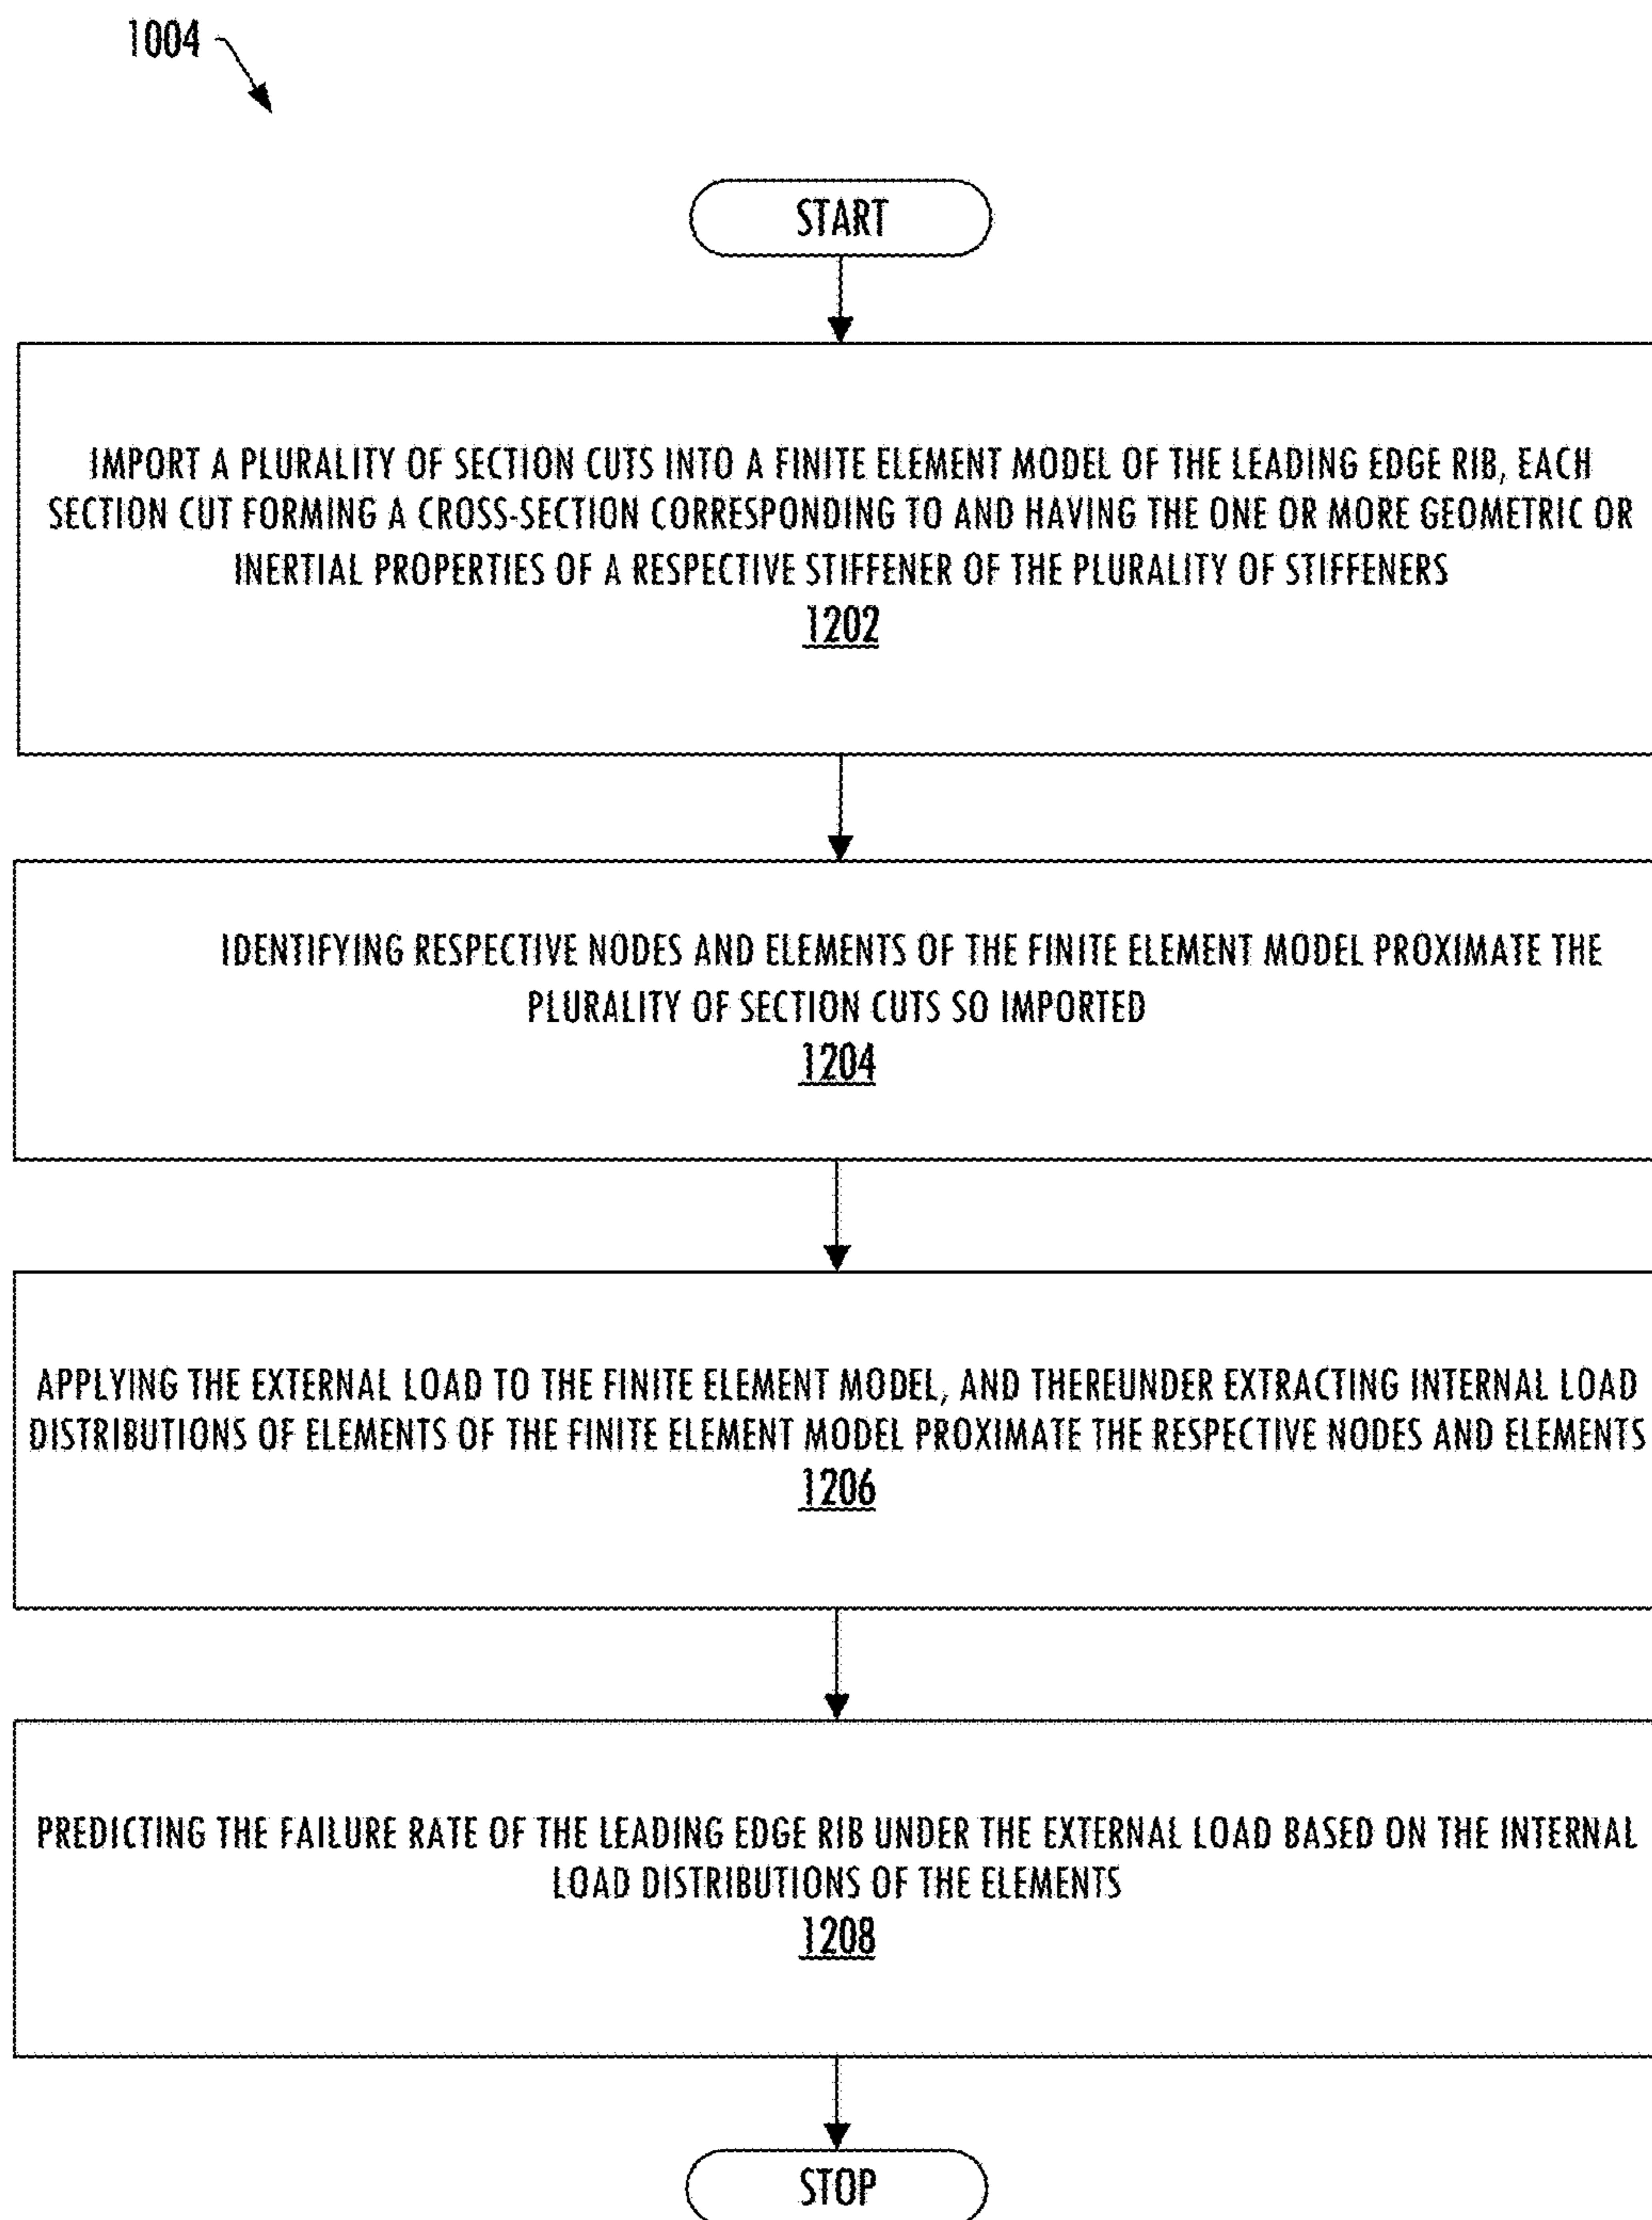 1004
START
IMPORT A PLURALITY OF SECTION CUTS INTO A FINITE ELEMENT MODEL OF THE LEADING EDGE RIB, EACH
SECTION CUT FORMING A CROSS-SECTION CORRESPONDING TO AND HAVING THE ONE OR MORE GEOMETRIC OR
INERTIAL PROPERTIES OF A RESPECTIVE STIFFENER OF THE PLURALITY OF STIFFENERS
1202
IDENTIFYING RESPECTIVE NODES AND ELEMENTS OF THE FINITE ELEMENT MODEL PROXIMATE THE
PLURALITY OF SECTION CUTS SO IMPORTED
1204
APPLYING THE EXTERNAL LOAD TO THE FINITE ELEMENT MODEL, AND THEREUNDER EXTRACTING INTERNAL LOAD
DISTRIBUTIONS OF ELEMENTS OF THE FINITE ELEMENT MODEL PROXIMATE THE RESPECTIVE NODES AND ELEMENTS
1206
PREDICTING THE FAILURE RATE OF THE LEADING EDGE RIB UNDER THE EXTERNAL LOAD BASED ON THE INTERNAL
LOAD DISTRIBUTIONS OF THE ELEMENTS
1208
STOP